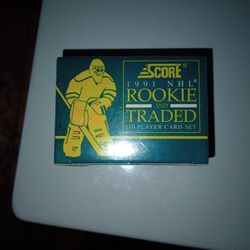 SCORE
1991 NHL®
ROOKIE
AND
TRADED
110 PLAYER CARD SET